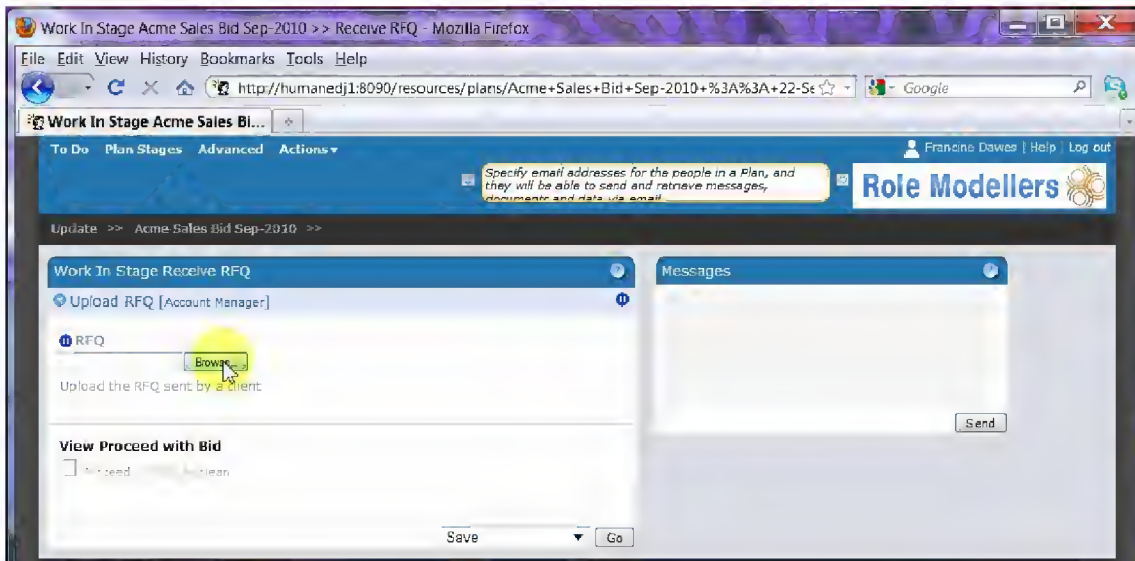 Work In Stage Acme Sales Bid Sep-2010 >> Receive RFQ - Mozilla Firefox
File Edit View History Bookmarks Tools Help
http://humanedj1:8090/resources/plans/Acme+Sales+Bid+Sep-2010+%3A%3A+22-Se
Google
Work In Stage Acme Sales Bi...
To Do Plan Stages Advanced Actions
Francine Dawes | Help | Log out
Specify email addresses for the people in a Plan, and
they will be able to send and retrieve messages,
documents and data via email
Role Modellers
Update >> Acme Sales Bid Sep-2010 >>
Work In Stage Receive RFQ
Messages
Upload RFQ [Account Manager]
RFQ
Browse...
Upload the RFQ sent by a client
Send
View Proceed with Bid
Save
Go